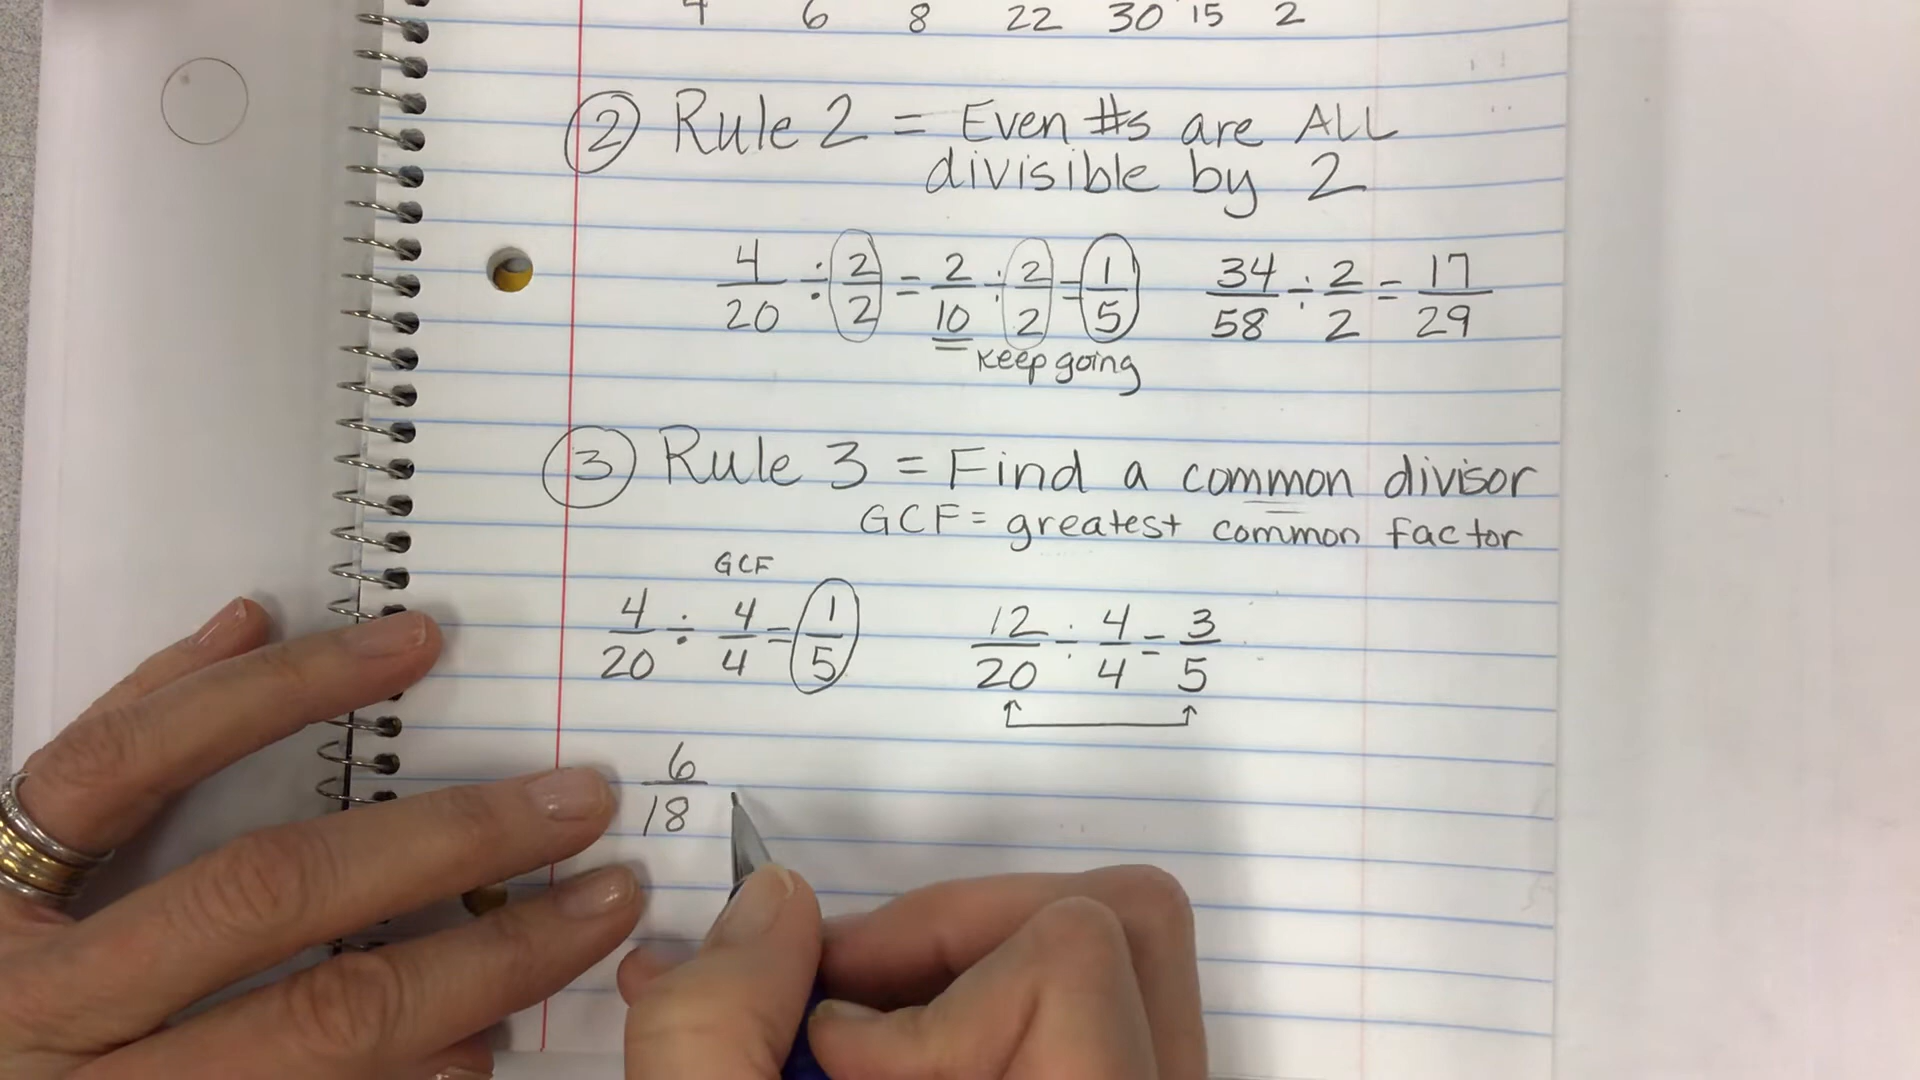 4 6 8 22 30 15 2
② Rule 2 = Even #s are ALL
divisible by 2
4/20 ÷ 2/2 = 2/10 ÷ 2/2 = 1/5 34/58 ÷ 2/2 = 17/29
keep going
③ Rule 3 = Find a common divisor
GCF = greatest common factor
GCF
4/20 ÷ 4/4 = 1/5 12/20 ÷ 4/4 = 3/5
6/18